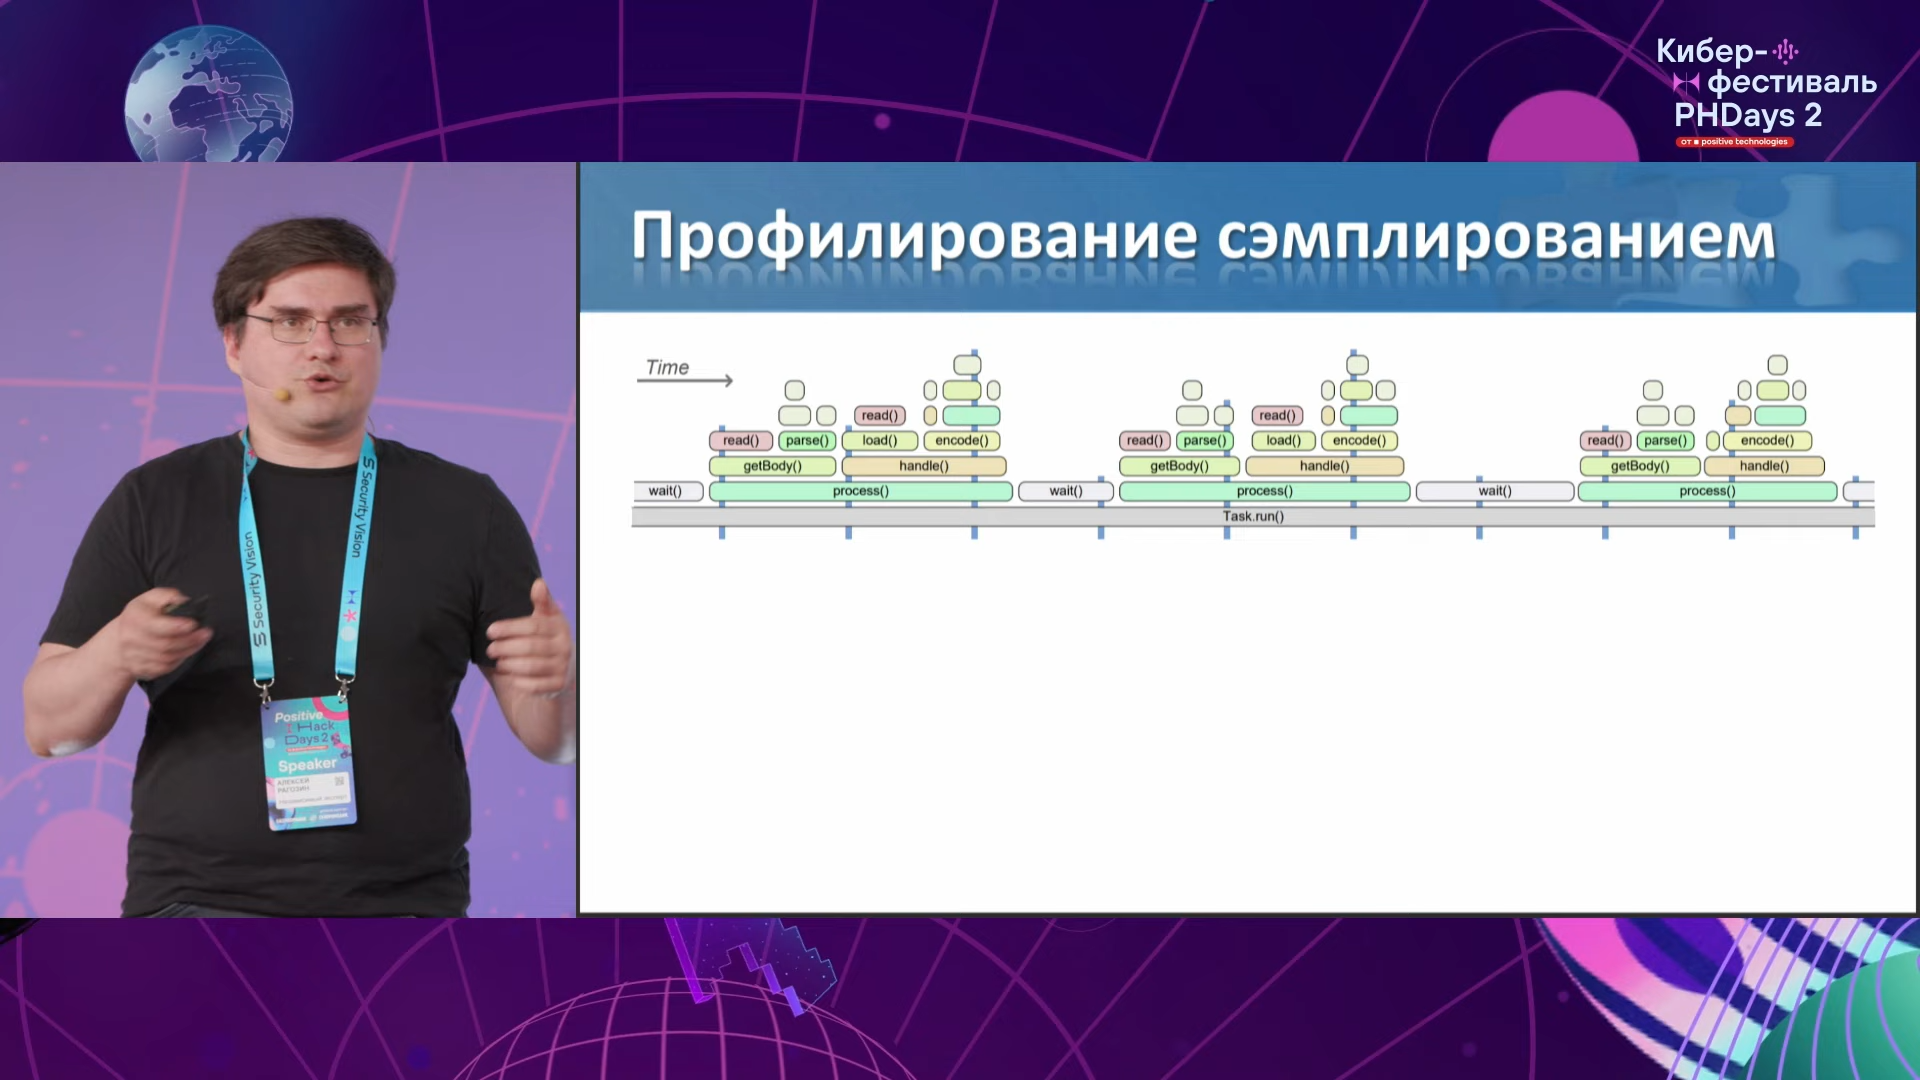 Кибер-
фестиваль
PHDays 2
от positive technologies
Профилирование сэмплированием
Time
read()
read()
read() parse() load() encode()
read() parse() load() encode()
read() parse() encode()
getBody() handle()
getBody() handle()
getBody() handle()
wait() process() wait() process() wait() process()
Task.run()
Security Vision
Security Vision
Positive
Hack
Days 2
Speaker
АЛЕКСЕЙ
РАГОЗИН